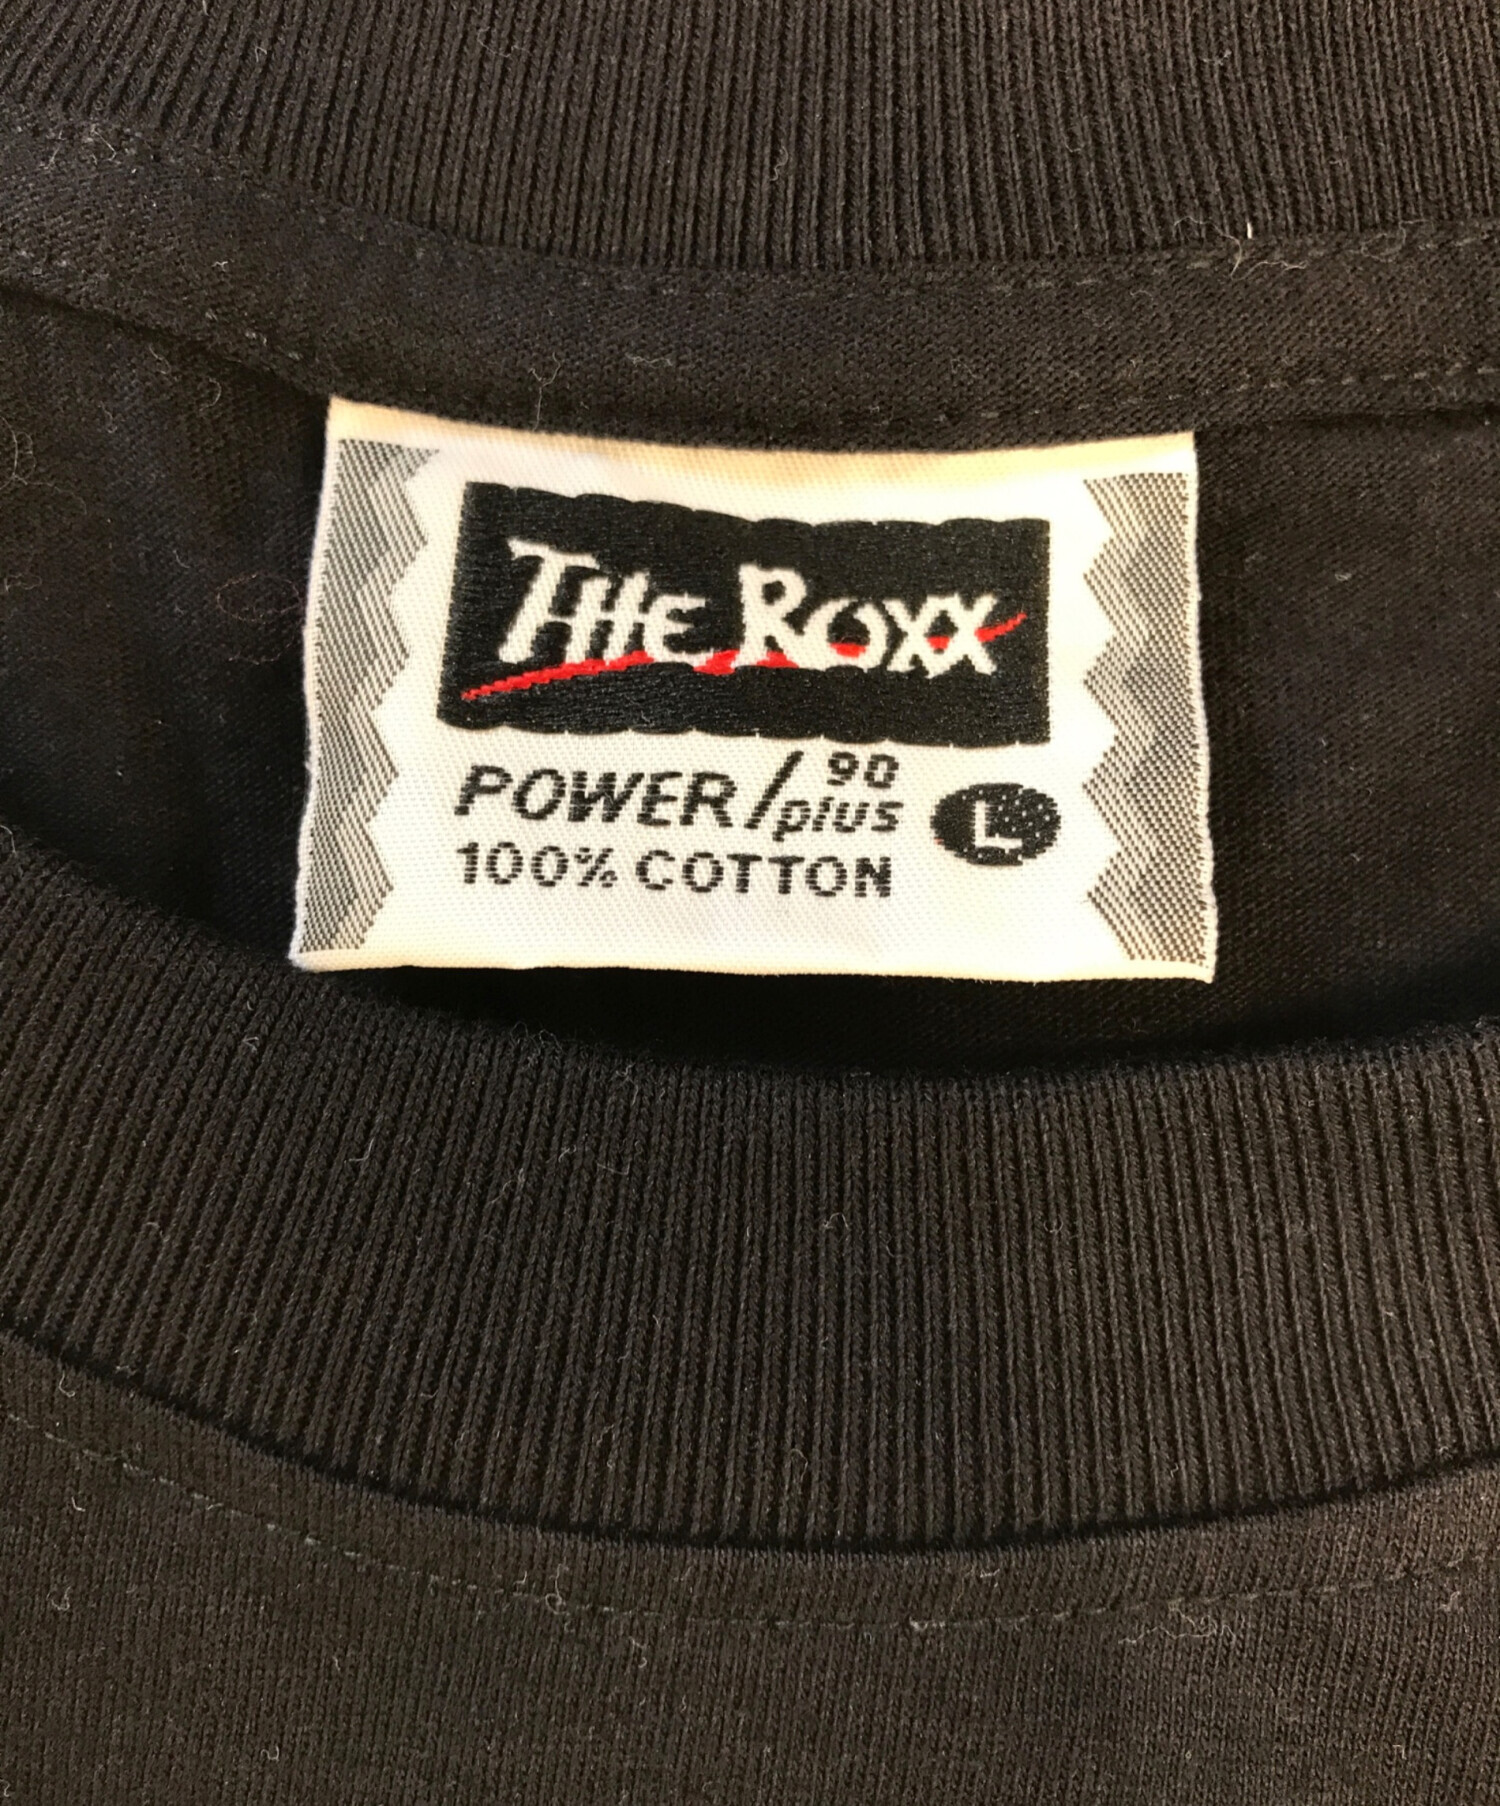 THE ROXX
POWER/90 plus L
100% COTTON